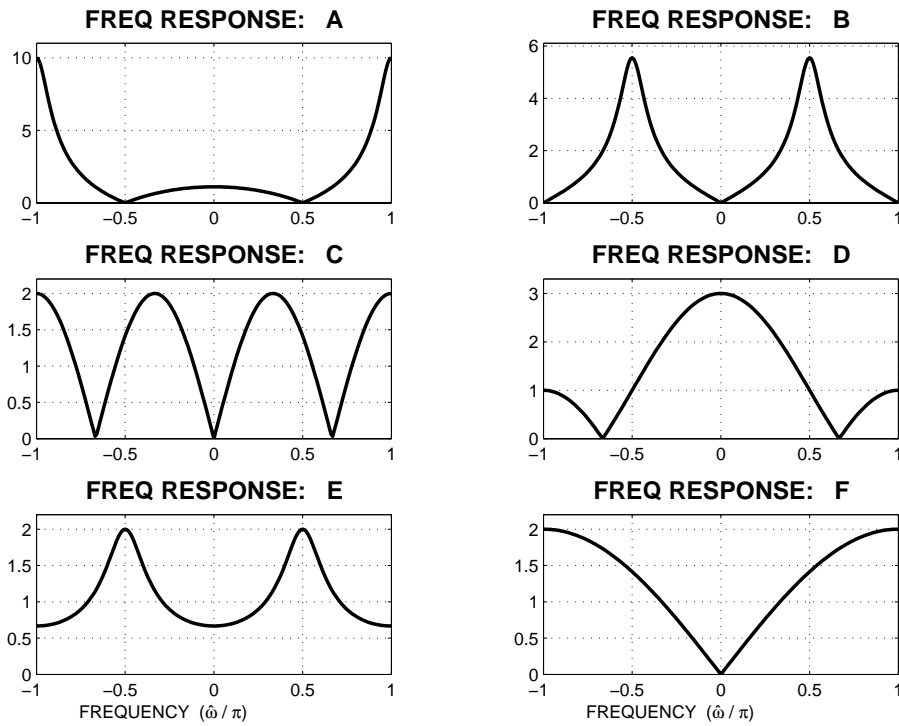 FREQ RESPONSE: A
10
5
0
−1 −0.5 0 0.5 1
FREQ RESPONSE: B
6
4
2
0
−1 −0.5 0 0.5 1
FREQ RESPONSE: C
2
1.5
1
0.5
0
−1 −0.5 0 0.5 1
FREQ RESPONSE: D
3
2
1
0
−1 −0.5 0 0.5 1
FREQ RESPONSE: E
2
1.5
1
0.5
0
−1 −0.5 0 0.5 1
FREQUENCY (ω̂ / π)
FREQ RESPONSE: F
2
1.5
1
0.5
0
−1 −0.5 0 0.5 1
FREQUENCY (ω̂ / π)